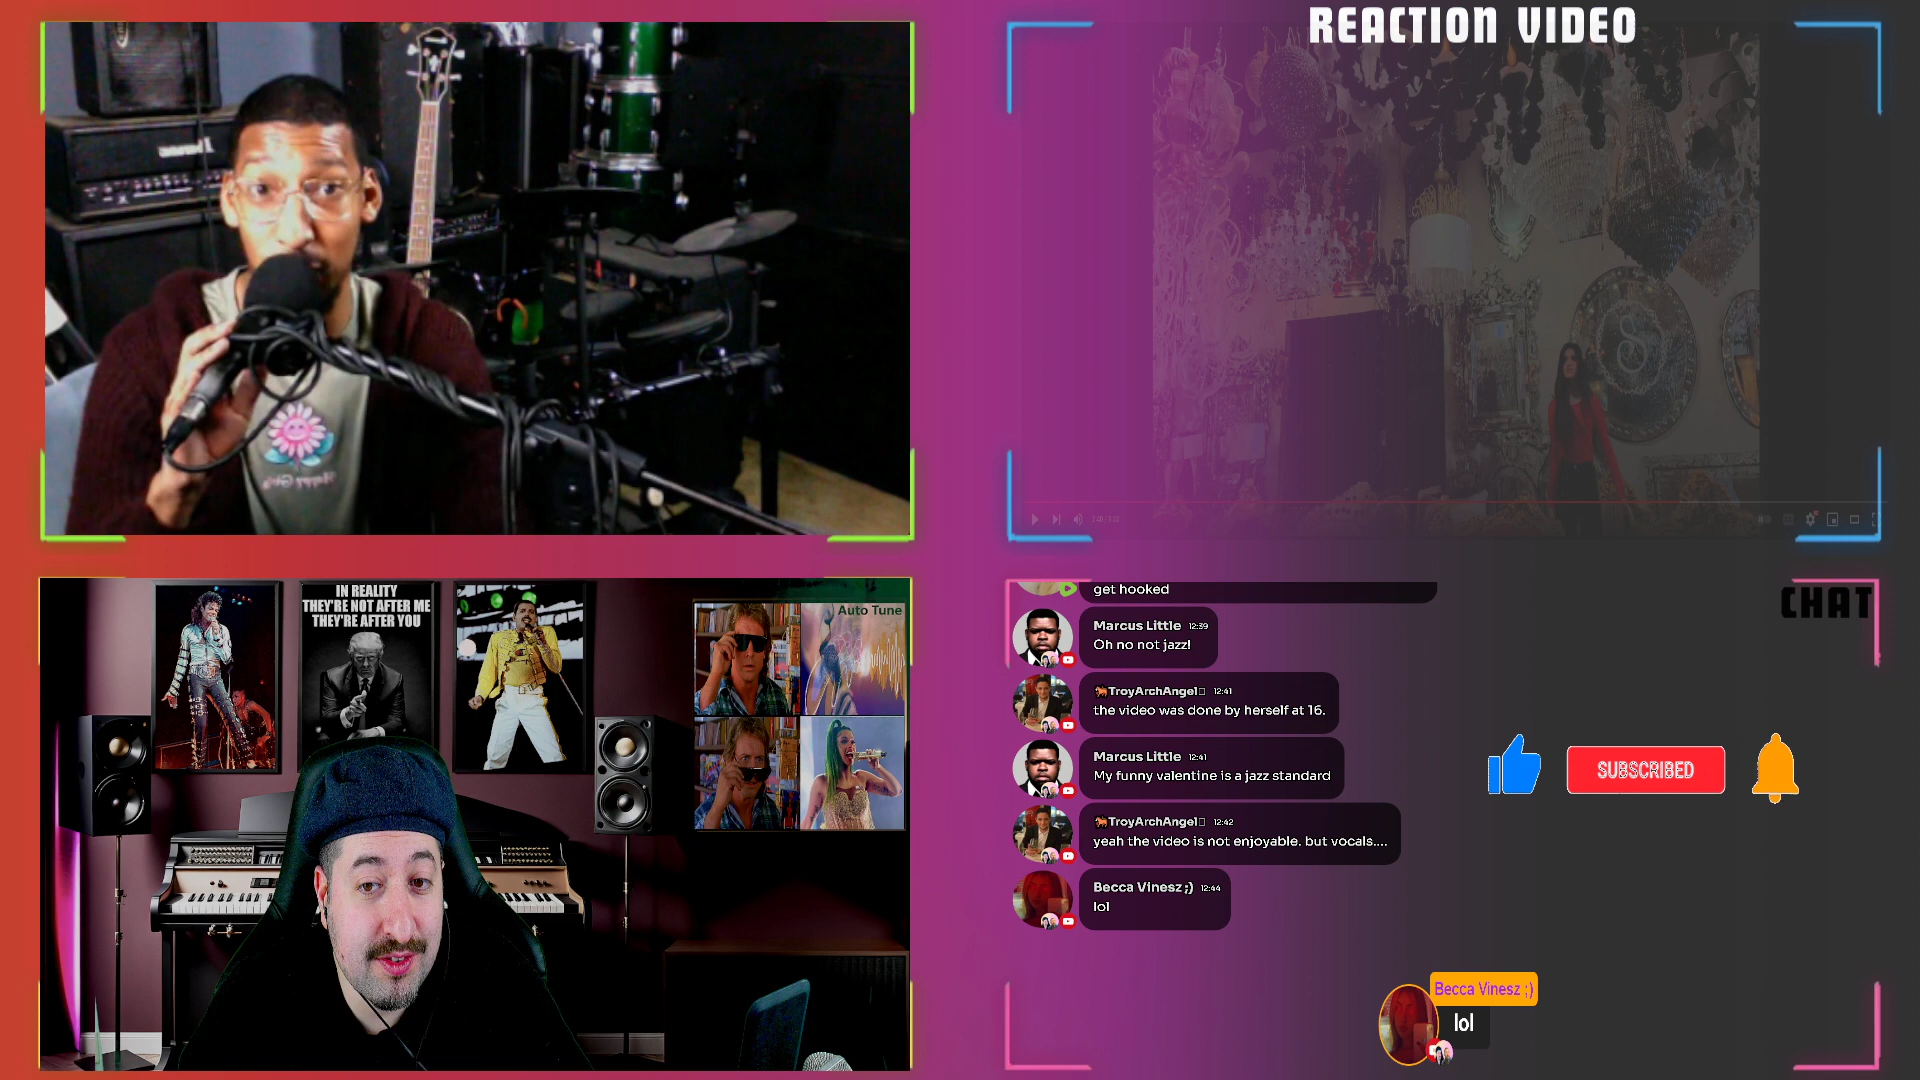 REACTION VIDEO
IN REALITY
THEY'RE NOT AFTER ME
THEY'RE AFTER YOU
Auto Tune
CHAT
get hooked
Marcus Little 12:39
Oh no not jazz!
TroyArchAngel 12:41
the video was done by herself at 16.
Marcus Little 12:41
My funny valentine is a jazz standard
TroyArchAngel 12:42
yeah the video is not enjoyable. but vocals....
Becca Vinesz ;) 12:44
lol
SUBSCRIBED
Becca Vinesz ;)
lol